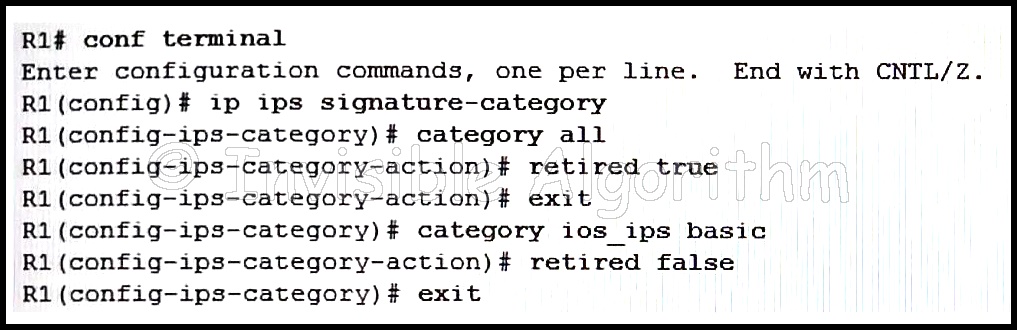 R1# conf terminal
Enter configuration commands, one per line.  End with CNTL/Z.
R1(config)# ip ips signature-category
R1(config-ips-category)# category all
R1(config-ips-category-action)# retired true
R1(config-ips-category-action)# exit
R1(config-ips-category)# category ios_ips basic
R1(config-ips-category-action)# retired false
R1(config-ips-category)# exit
© Invisible Algorithm